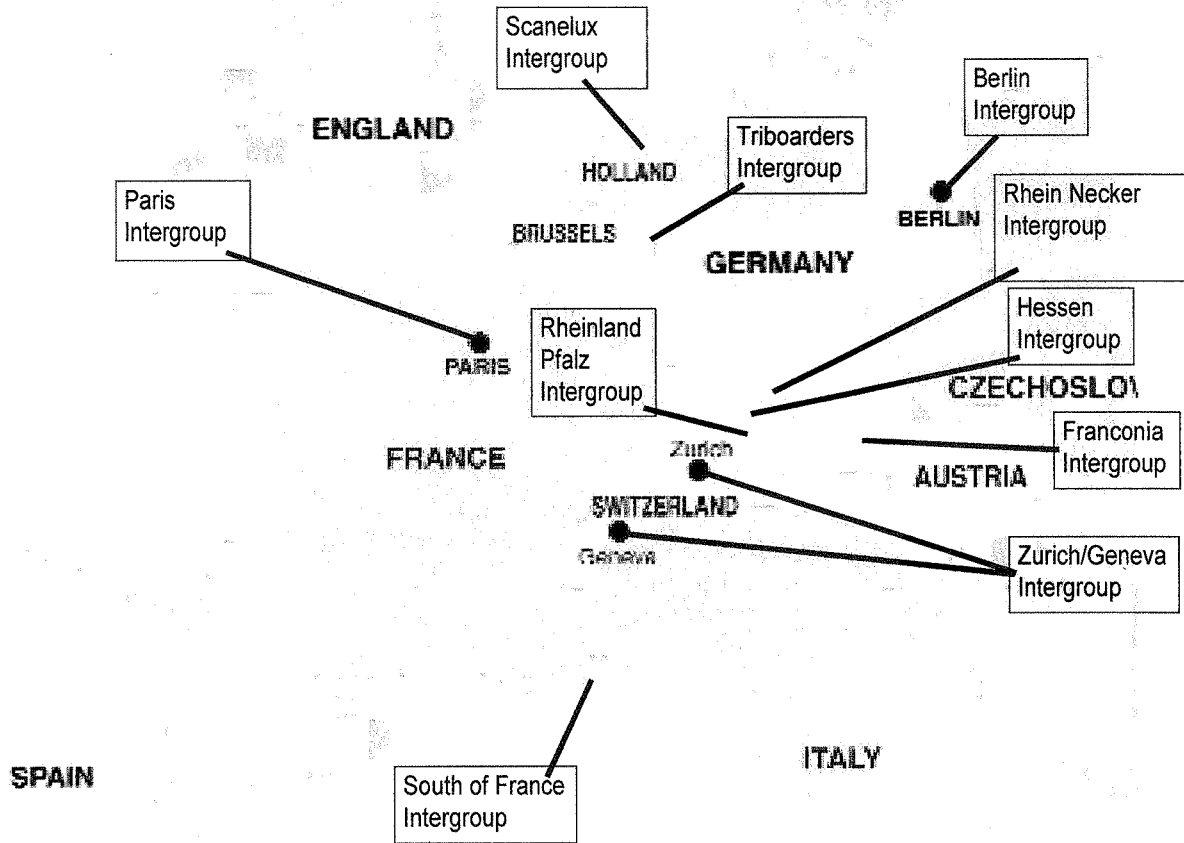 Scanelux
Intergroup
Berlin
Intergroup
ENGLAND
Triboarders
Intergroup
HOLLAND
Paris
Intergroup
BERLIN
Rhein Necker
Intergroup
BRUSSELS
GERMANY
Rheinland
Pfalz
Intergroup
Hessen
Intergroup
PARIS
CZECHOSLOV
Franconia
Intergroup
FRANCE
Zurich
AUSTRIA
SWITZERLAND
Geneva
Zurich/Geneva
Intergroup
SPAIN
South of France
Intergroup
ITALY